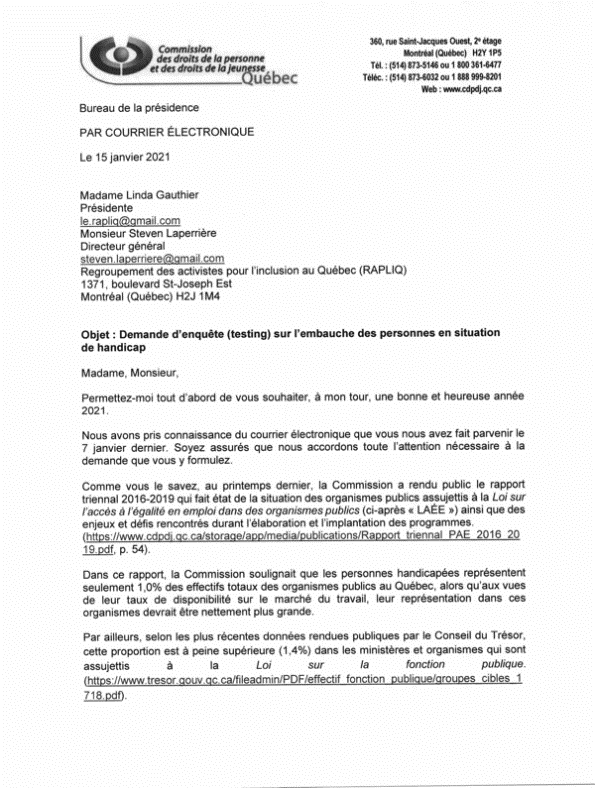 Commission
des droits de la personne
et des droits de la jeunesse
Québec
360, rue Saint-Jacques Ouest, 2e étage
Montréal (Québec) H2Y 1P5
Tél. : (514) 873-5146 ou 1 800 361-6477
Téléc. : (514) 873-6032 ou 1 888 999-8201
Web : www.cdpdj.qc.ca
Bureau de la présidence
PAR COURRIER ÉLECTRONIQUE
Le 15 janvier 2021
Madame Linda Gauthier
Présidente
le.rapliq@gmail.com
Monsieur Steven Laperrière
Directeur général
steven.laperriere@gmail.com
Regroupement des activistes pour l'inclusion au Québec (RAPLIQ)
1371, boulevard St-Joseph Est
Montréal (Québec) H2J 1M4
Objet : Demande d'enquête (testing) sur l'embauche des personnes en situation
de handicap
Madame, Monsieur,
Permettez-moi tout d'abord de vous souhaiter, à mon tour, une bonne et heureuse année
2021.
Nous avons pris connaissance du courrier électronique que vous nous avez fait parvenir le
7 janvier dernier. Soyez assurés que nous accordons toute l'attention nécessaire à la
demande que vous y formulez.
Comme vous le savez, au printemps dernier, la Commission a rendu public le rapport
triennal 2016-2019 qui fait état de la situation des organismes publics assujettis à la Loi sur
l'accès à l'égalité en emploi dans des organismes publics (ci-après « LAÉE ») ainsi que des
enjeux et défis rencontrés durant l'élaboration et l'implantation des programmes.
(https://www.cdpdj.qc.ca/storage/app/media/publications/Rapport_triennal_PAE_2016_20
19.pdf, p. 54).
Dans ce rapport, la Commission soulignait que les personnes handicapées représentent
seulement 1,0% des effectifs totaux des organismes publics au Québec, alors qu'aux vues
de leur taux de disponibilité sur le marché du travail, leur représentation dans ces
organismes devrait être nettement plus grande.
Par ailleurs, selon les plus récentes données rendues publiques par le Conseil du Trésor,
cette proportion est à peine supérieure (1,4%) dans les ministères et organismes qui sont
assujettis à la Loi sur la fonction publique.
(https://www.tresor.gouv.qc.ca/fileadmin/PDF/effectif_fonction_publique/groupes_cibles_1
718.pdf).